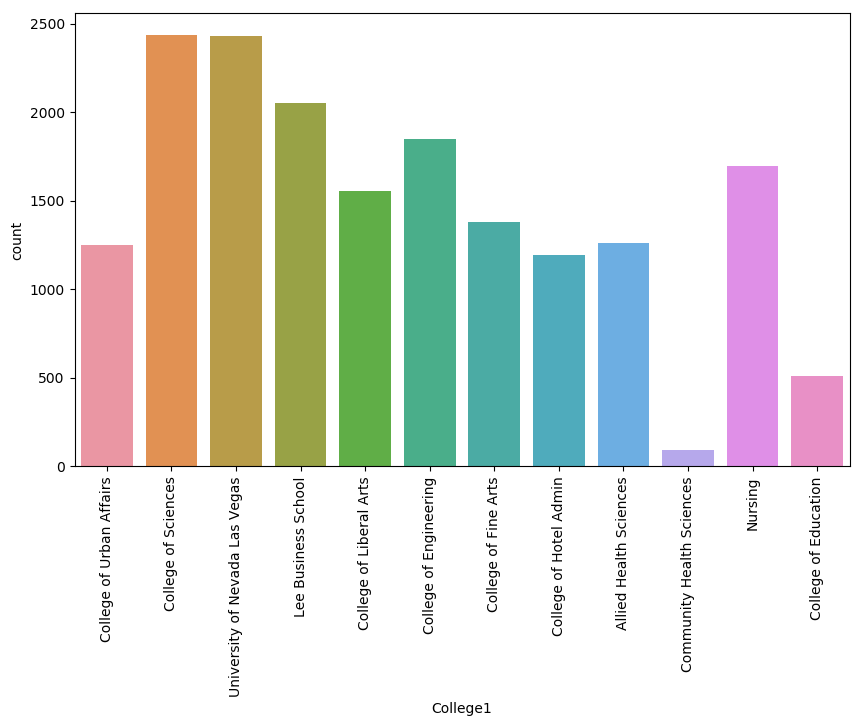 2500
2000
1500
1000
500
0
count
College of Urban Affairs
College of Sciences
University of Nevada Las Vegas
Lee Business School
College of Liberal Arts
College of Engineering
College of Fine Arts
College of Hotel Admin
Allied Health Sciences
Community Health Sciences
Nursing
College of Education
College1